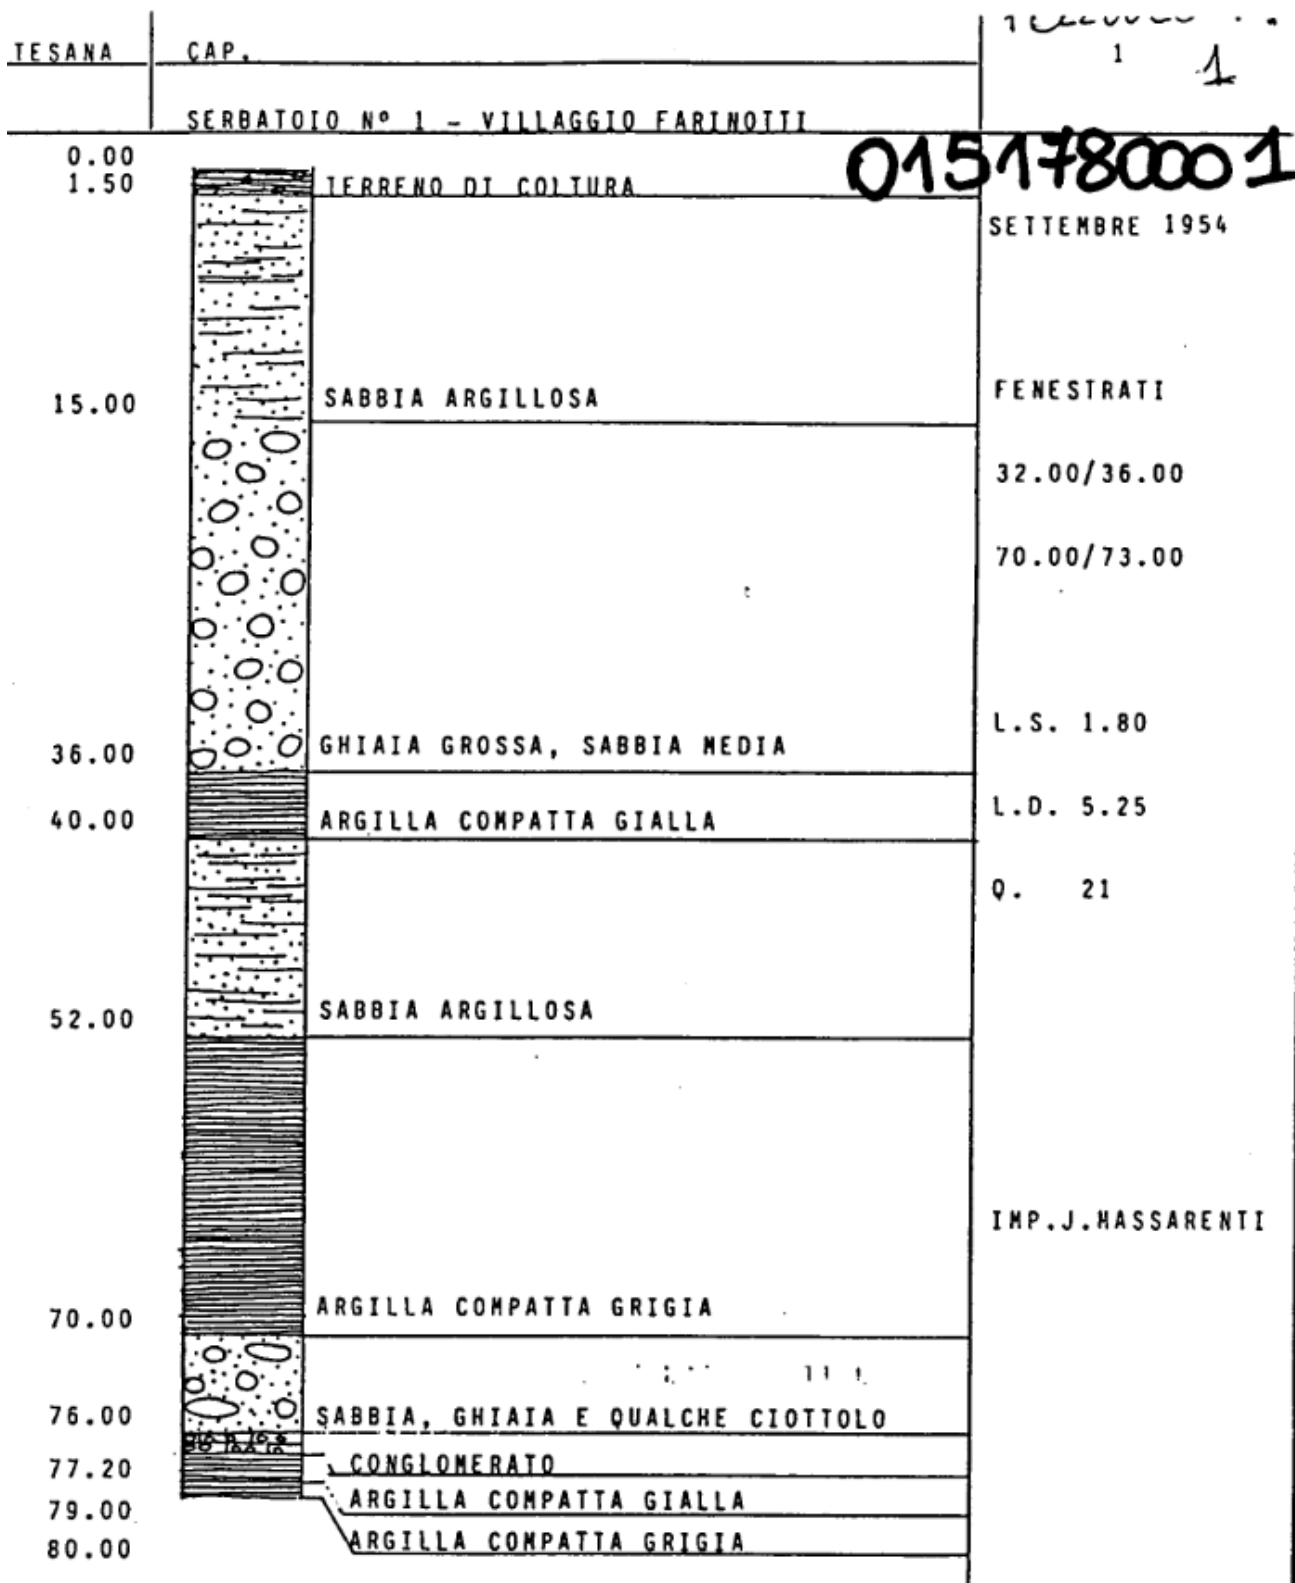 TESANA
CAP.
1
1
SERBATOIO Nº 1 - VILLAGGIO FARINOTTI
0151780001
0.00
1.50 TERRENO DI COLTURA
SETTEMBRE 1954
15.00 SABBIA ARGILLOSA
FENESTRATI
32.00/36.00
70.00/73.00
36.00 GHIAIA GROSSA, SABBIA MEDIA
L.S. 1.80
40.00 ARGILLA COMPATTA GIALLA
L.D. 5.25
Q. 21
52.00 SABBIA ARGILLOSA
IMP.J.MASSARENTI
70.00 ARGILLA COMPATTA GRIGIA
76.00 SABBIA, GHIAIA E QUALCHE CIOTTOLO
77.20 CONGLOMERATO
79.00 ARGILLA COMPATTA GIALLA
80.00 ARGILLA COMPATTA GRIGIA